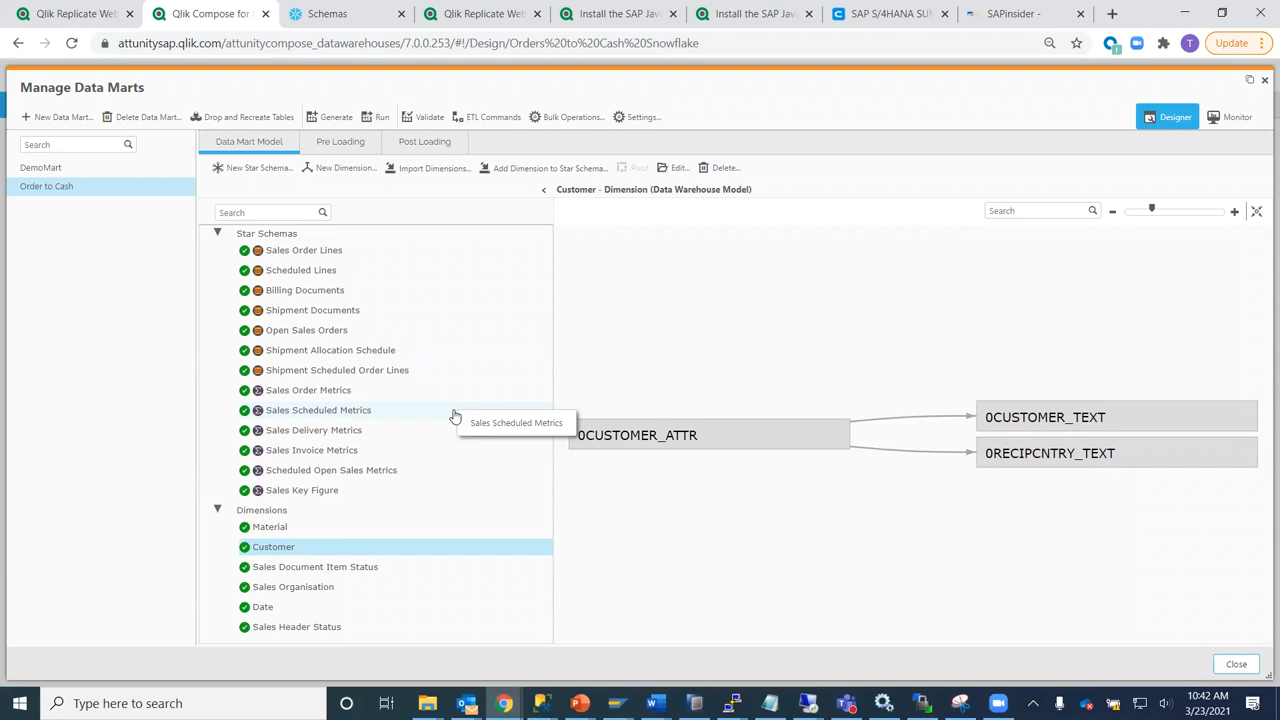 Qlik Replicate Web
Qlik Compose for
Schemas
Qlik Replicate Web
Install the SAP Jav
Install the SAP Java
SAP S/4HANA SUM
SAPinsider -
attunitysap.qlik.com/attunitycompose_datawarehouses/7.0.0.253/#!/Design/Orders%20to%20Cash%20Snowflake
T
Update
Manage Data Marts
New Data Mart...
Delete Data Mart...
Drop and Recreate Tables
Generate
Run
Validate
ETL Commands
Bulk Operations...
Settings...
Designer
Monitor
Search
DemoMart
Order to Cash
Data Mart Model
Pre Loading
Post Loading
New Star Schema...
New Dimension...
Import Dimensions...
Add Dimension to Star Schema...
Pivot
Edit...
Delete...
Customer - Dimension (Data Warehouse Model)
Search
Search
Star Schemas
Sales Order Lines
Scheduled Lines
Billing Documents
Shipment Documents
Open Sales Orders
Shipment Allocation Schedule
Shipment Scheduled Order Lines
Sales Order Metrics
Sales Scheduled Metrics
Sales Delivery Metrics
Sales Invoice Metrics
Scheduled Open Sales Metrics
Sales Key Figure
Dimensions
Material
Customer
Sales Document Item Status
Sales Organisation
Date
Sales Header Status
Sales Scheduled Metrics
0CUSTOMER_ATTR
0CUSTOMER_TEXT
0RECIPCNTRY_TEXT
Close
Type here to search
10:42 AM
3/23/2021